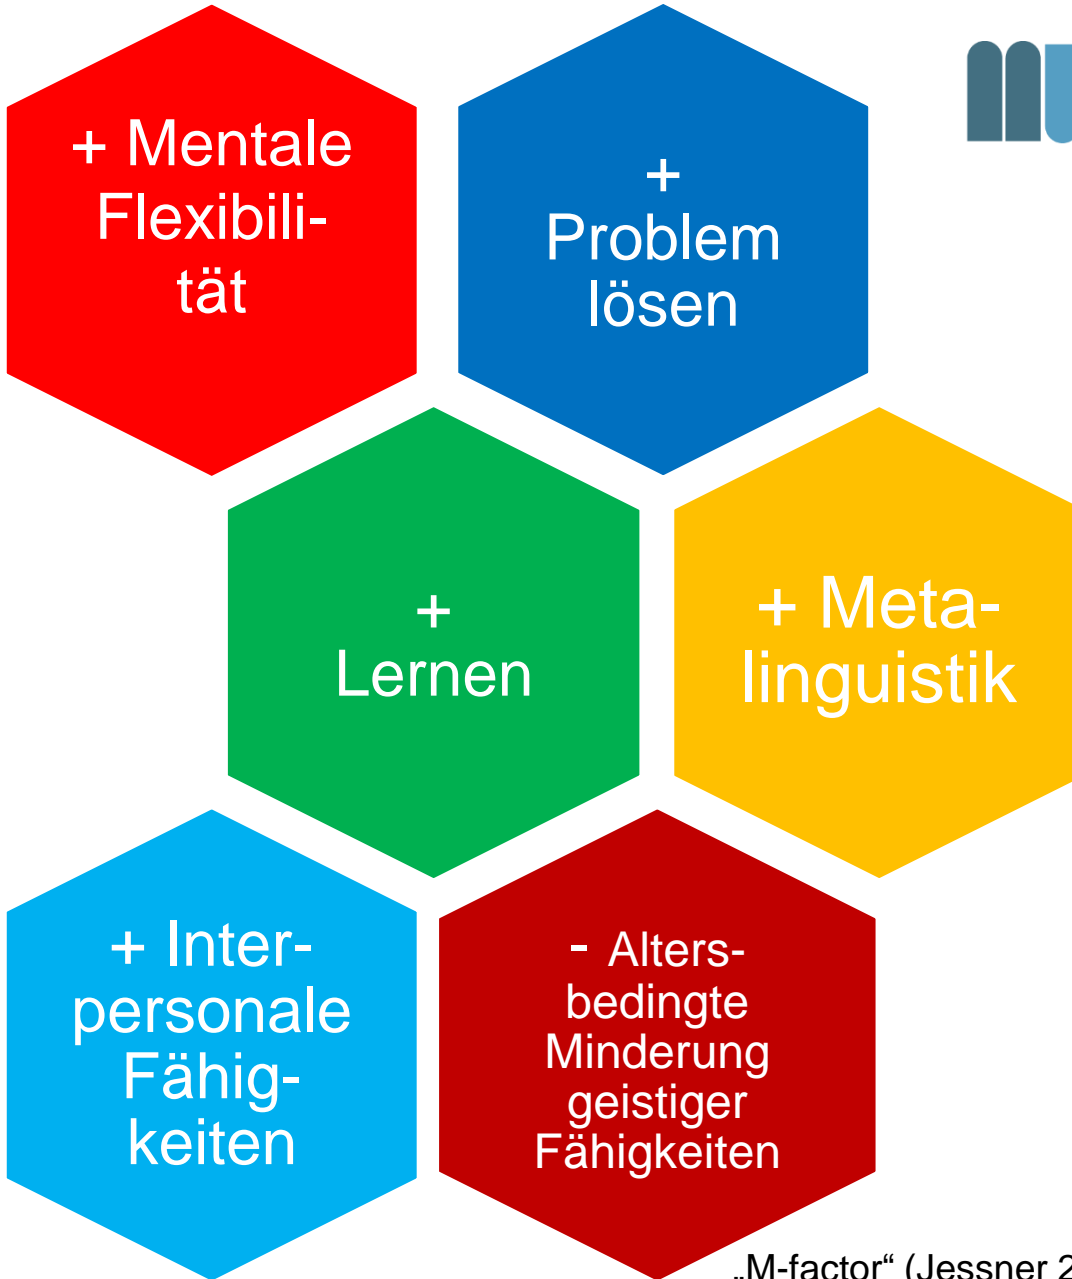 + Mentale
Flexibili-
tät
+
Problem
lösen
+
Lernen
+ Meta-
linguistik
+ Inter-
personale
Fähig-
keiten
- Alters-
bedingte
Minderung
geistiger
Fähigkeiten
„M-factor“ (Jessner 2